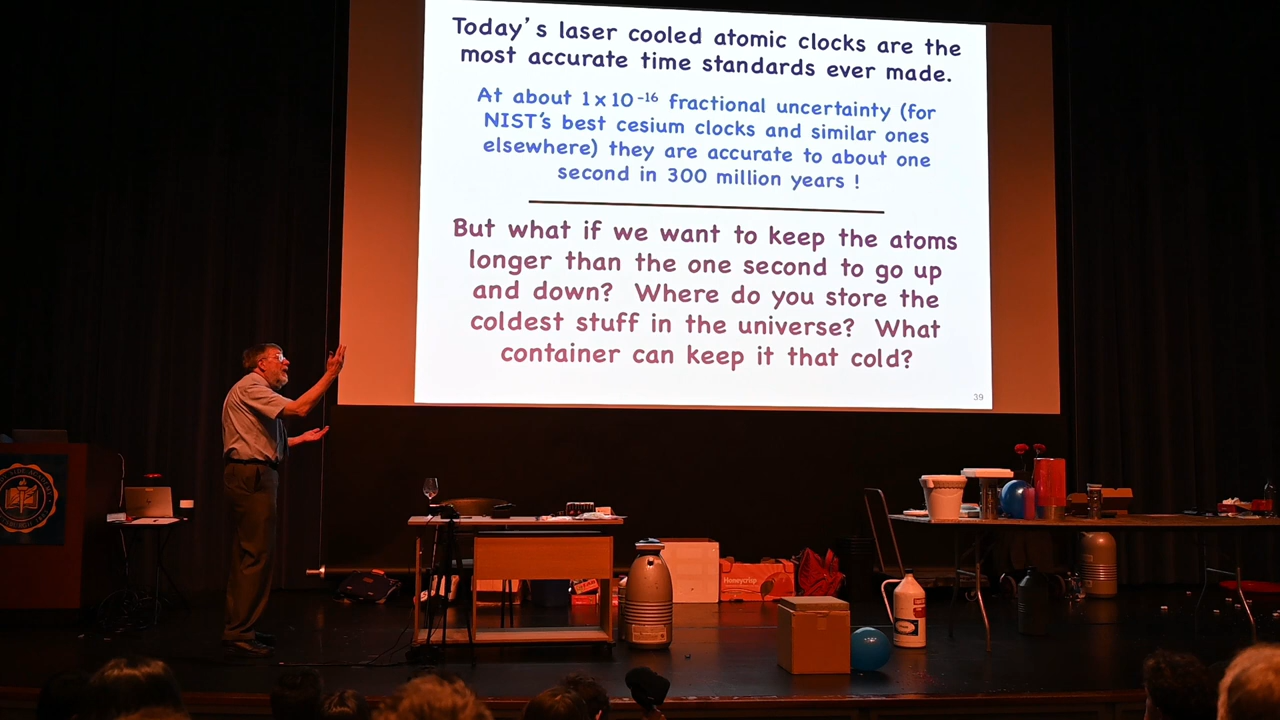 Today's laser cooled atomic clocks are the
most accurate time standards ever made.
At about 1 x 10 -16 fractional uncertainty (for
NIST's best cesium clocks and similar ones
elsewhere) they are accurate to about one
second in 300 million years !
But what if we want to keep the atoms
longer than the one second to go up
and down? Where do you store the
coldest stuff in the universe? What
container can keep it that cold?
39
Honeycrisp